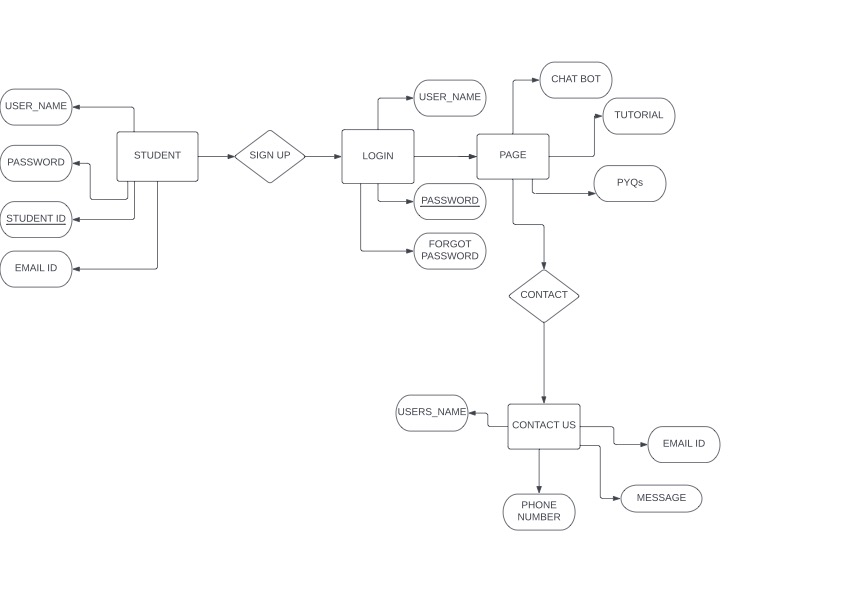 CHAT BOT
USER_NAME
USER_NAME
TUTORIAL
STUDENT
SIGN UP
LOGIN
PAGE
PASSWORD
PYQs
PASSWORD
STUDENT ID
FORGOT
PASSWORD
EMAIL ID
CONTACT
USERS_NAME
CONTACT US
EMAIL ID
MESSAGE
PHONE
NUMBER